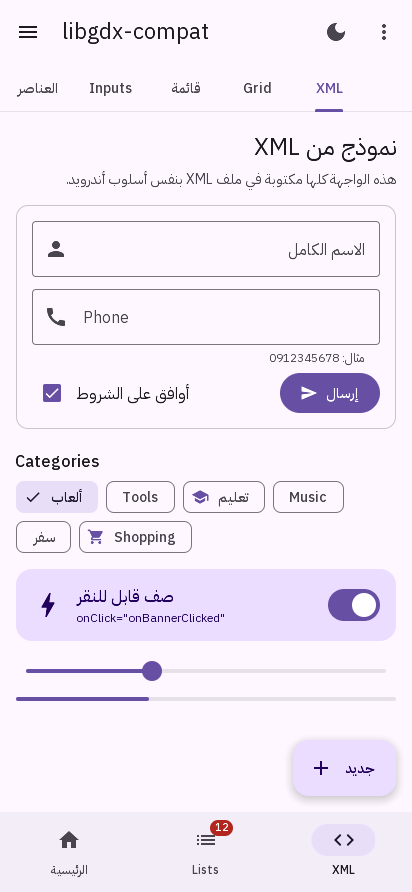 libgdx-compat
العناصر
Inputs
قائمة
Grid
XML
نموذج من XML
هذه الواجهة كلها مكتوبة في ملف XML بنفس أسلوب أندرويد.
الاسم الكامل
Phone
مثال: 0912345678
أوافق على الشروط
إرسال
Categories
ألعاب
Tools
تعليم
Music
سفر
Shopping
صف قابل للنقر
onClick="onBannerClicked"
جديد
الرئيسية
12
Lists
XML